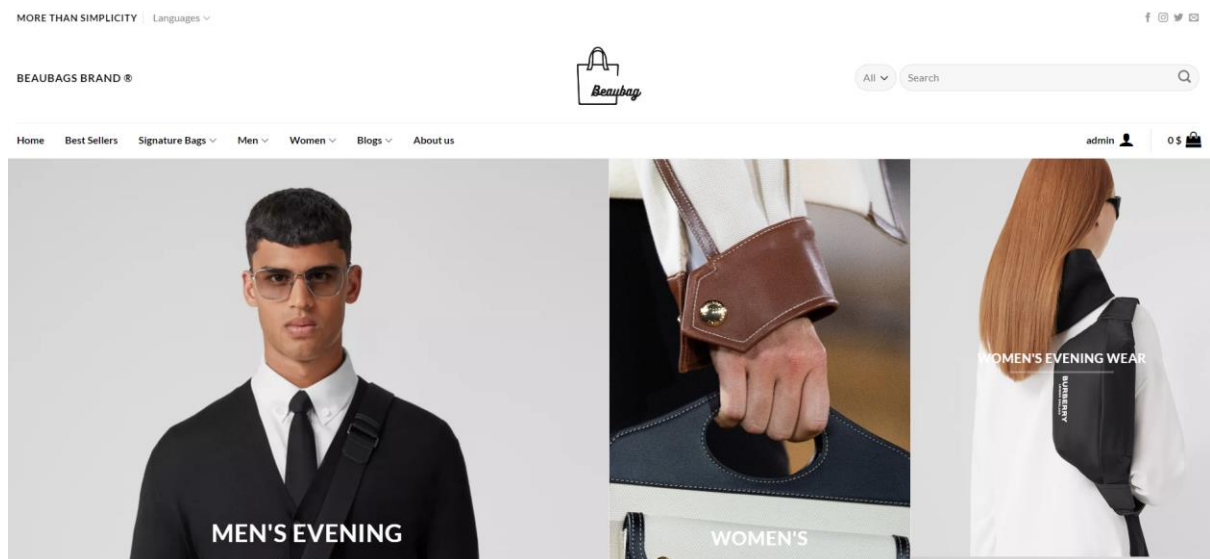 MORE THAN SIMPLICITY Languages
BEAUBAGS BRAND ®
Beaubag
All Search
Home Best Sellers Signature Bags Men Women Blogs About us admin 0 $
MEN'S EVENING
WOMEN'S
WOMEN'S EVENING WEAR
BURBERRY